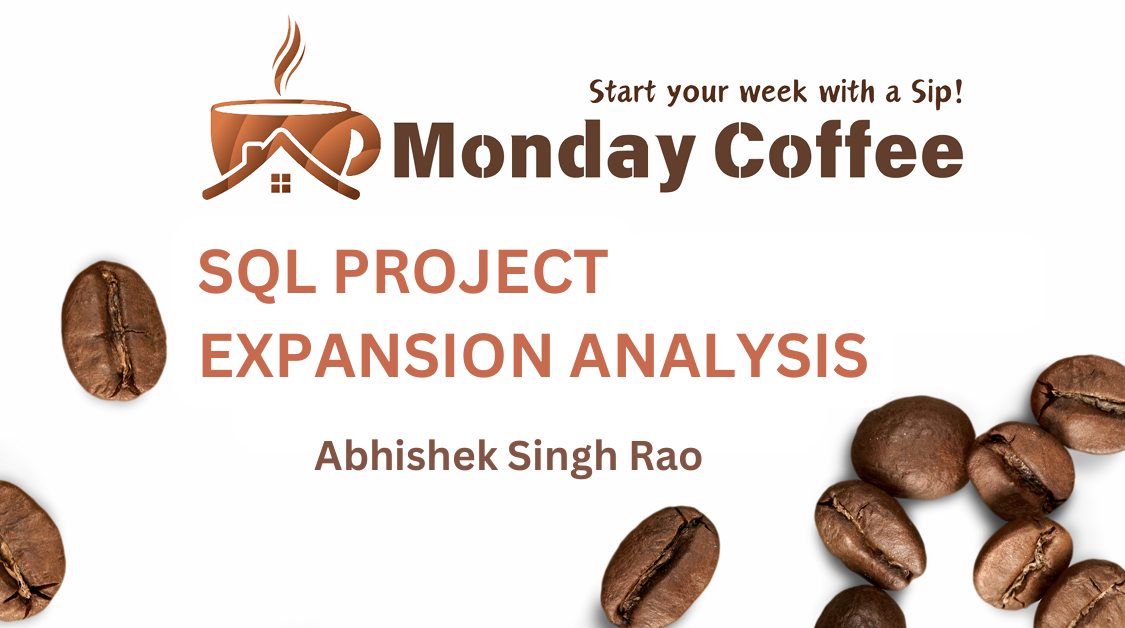 Start your week with a Sip!
Monday Coffee
SQL PROJECT
EXPANSION ANALYSIS
Abhishek Singh Rao